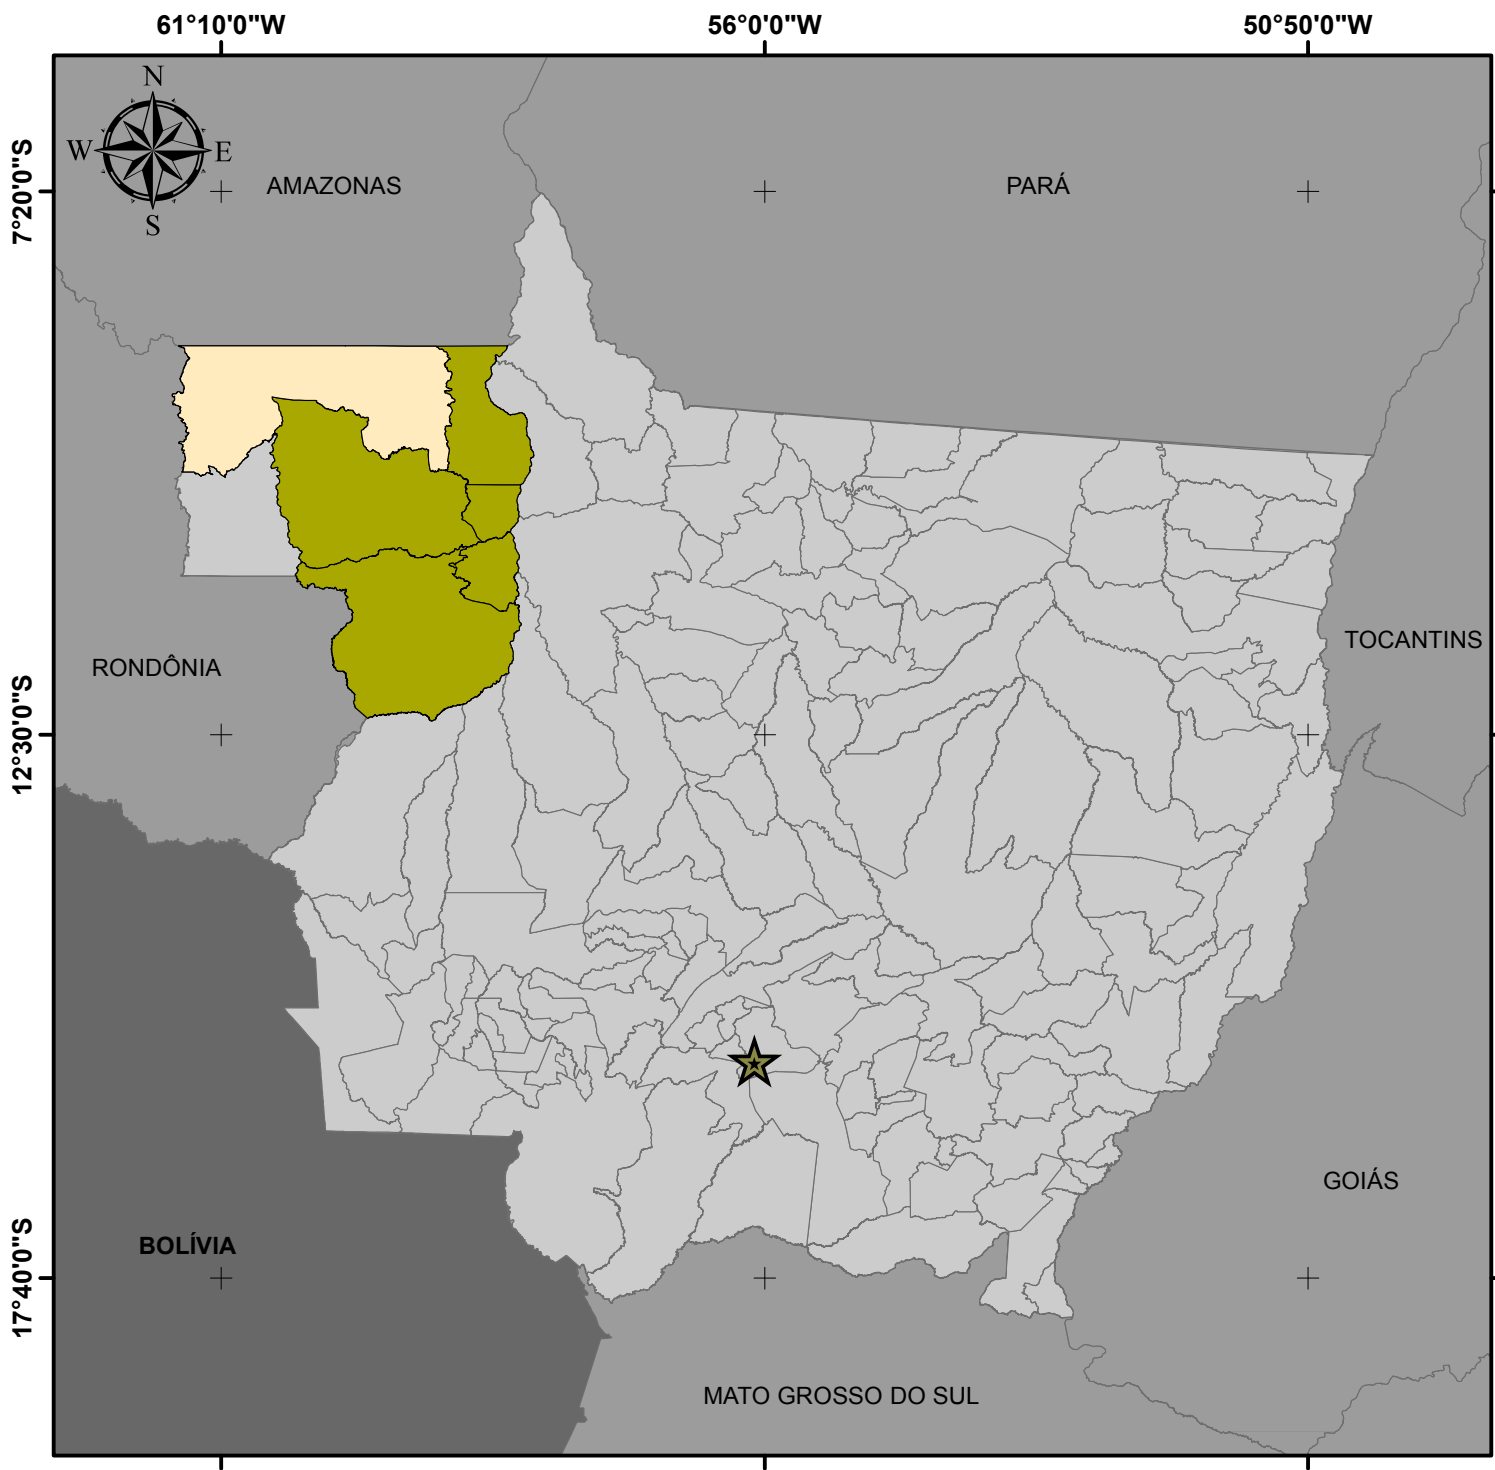 61°10'0"W 56°0'0"W 50°50'0"W
N
W E
S
7°20'0"S
AMAZONAS PARÁ
TOCANTINS
RONDÔNIA
12°30'0"S
GOIÁS
BOLÍVIA
17°40'0"S
MATO GROSSO DO SUL